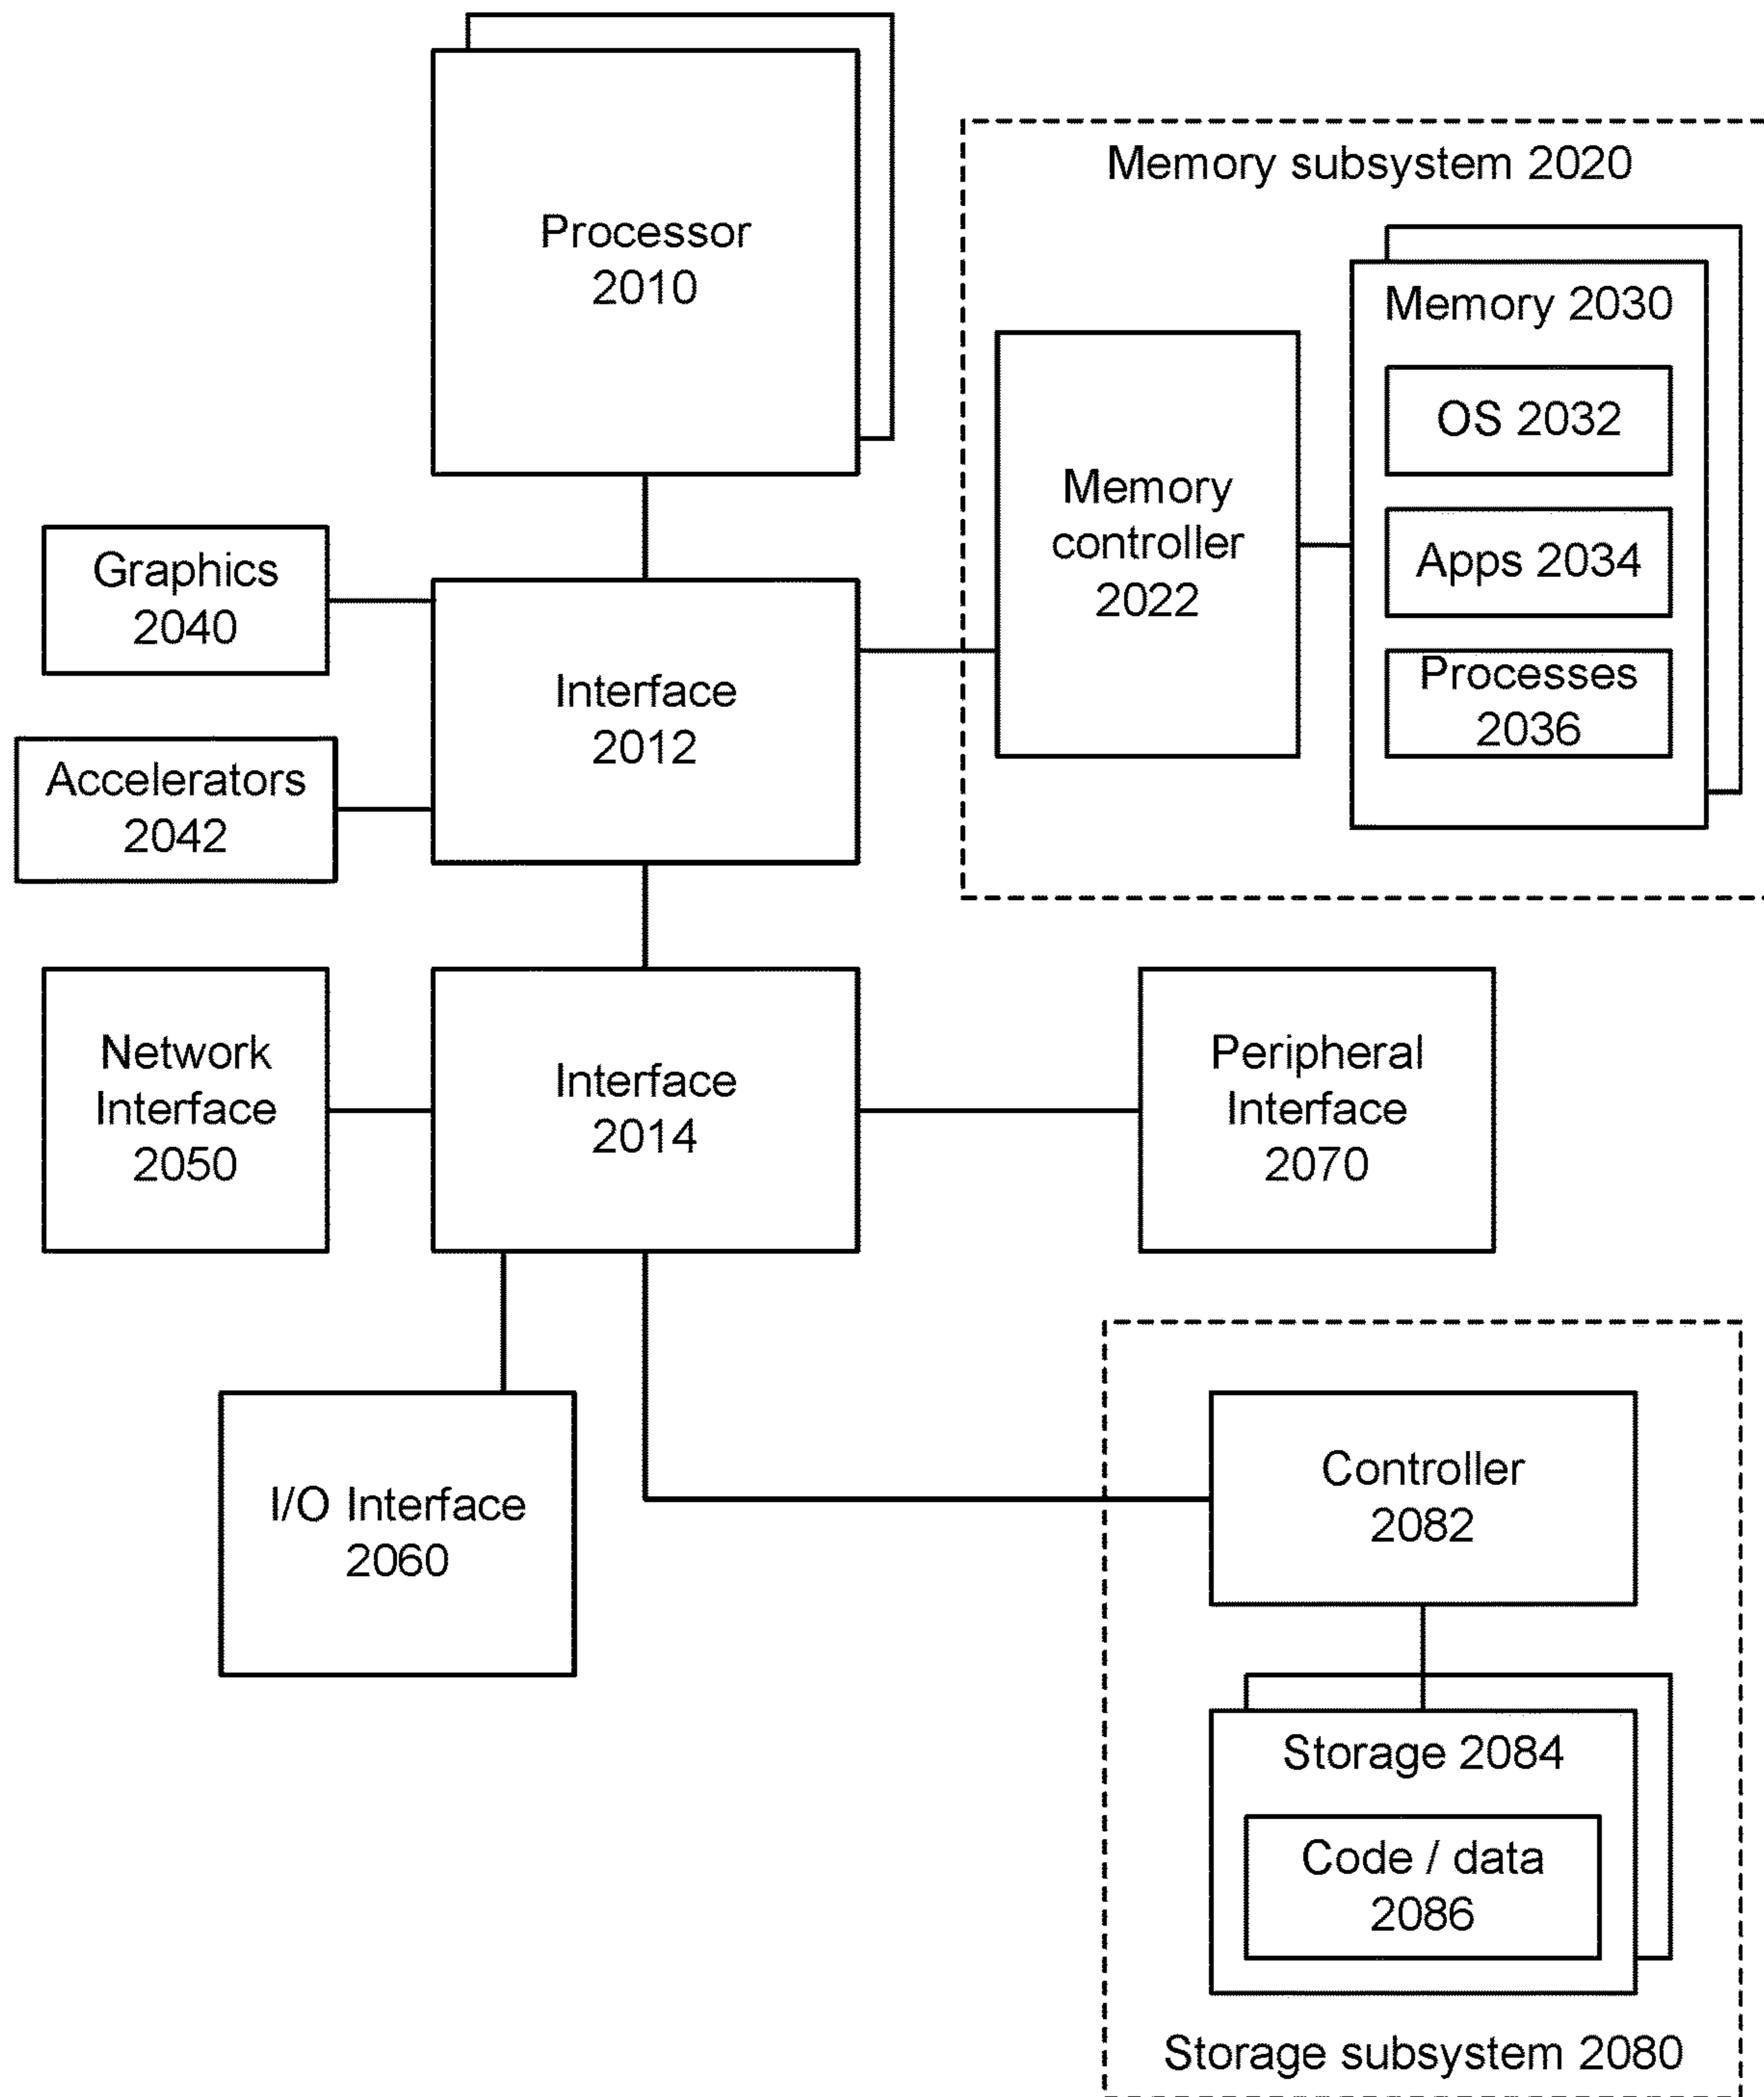 Processor
2010
Memory subsystem 2020
Memory 2030
OS 2032
Apps 2034
Processes
2036
Memory
controller
2022
Graphics
2040
Interface
2012
Accelerators
2042
Network
Interface
2050
Interface
2014
Peripheral
Interface
2070
I/O Interface
2060
Controller
2082
Storage 2084
Code / data
2086
Storage subsystem 2080